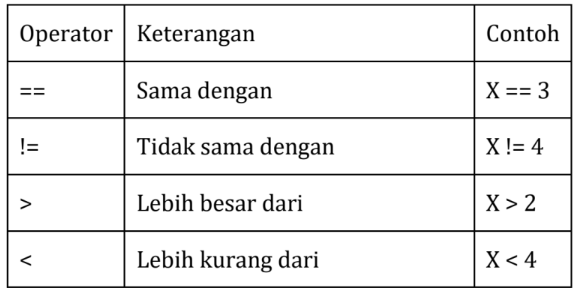 Operator Keterangan Contoh
== Sama dengan X == 3
!= Tidak sama dengan X != 4
> Lebih besar dari X > 2
< Lebih kurang dari X < 4